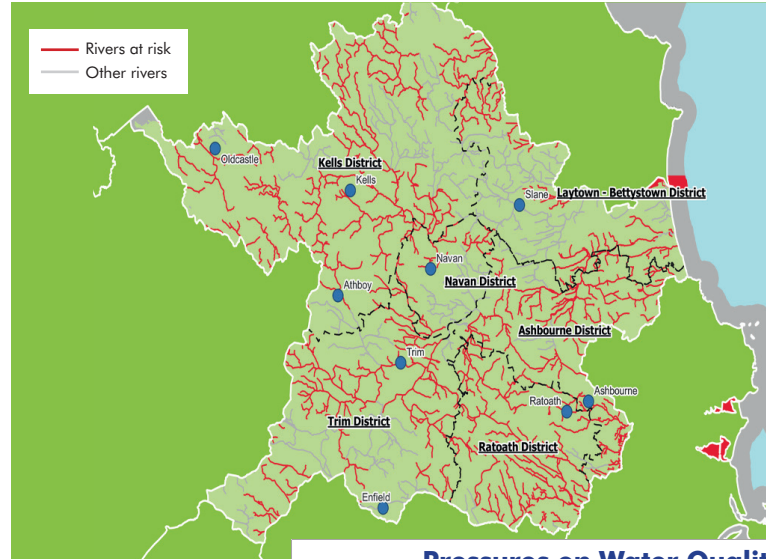 Rivers at risk
Other rivers
Oldcastle
Kells District
Kells
Slane
Laytown - Bettystown District
Navan
Navan District
Athboy
Ashbourne District
Trim
Ashbourne
Ratoath
Trim District
Ratoath District
Enfield